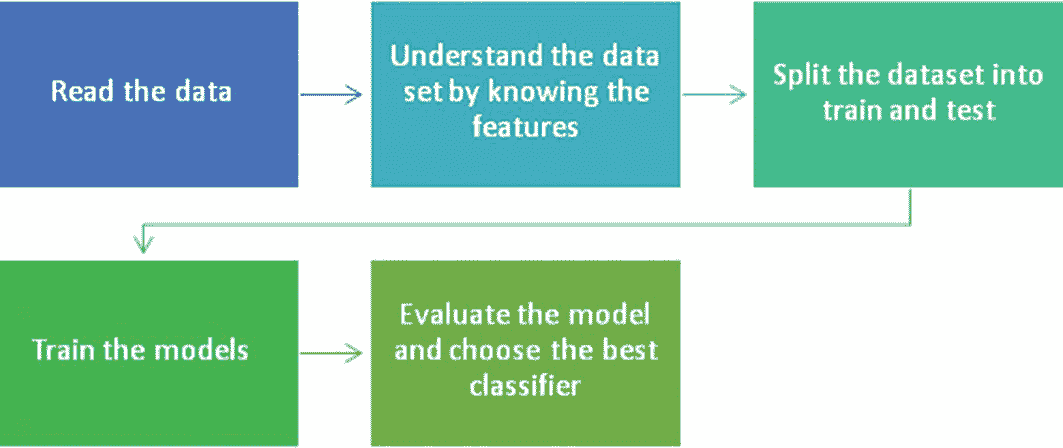 Read the data
Understand the data
set by knowing the
features
Split the dataset into
train and test
Train the models
Evaluate the model
and choose the best
classifier